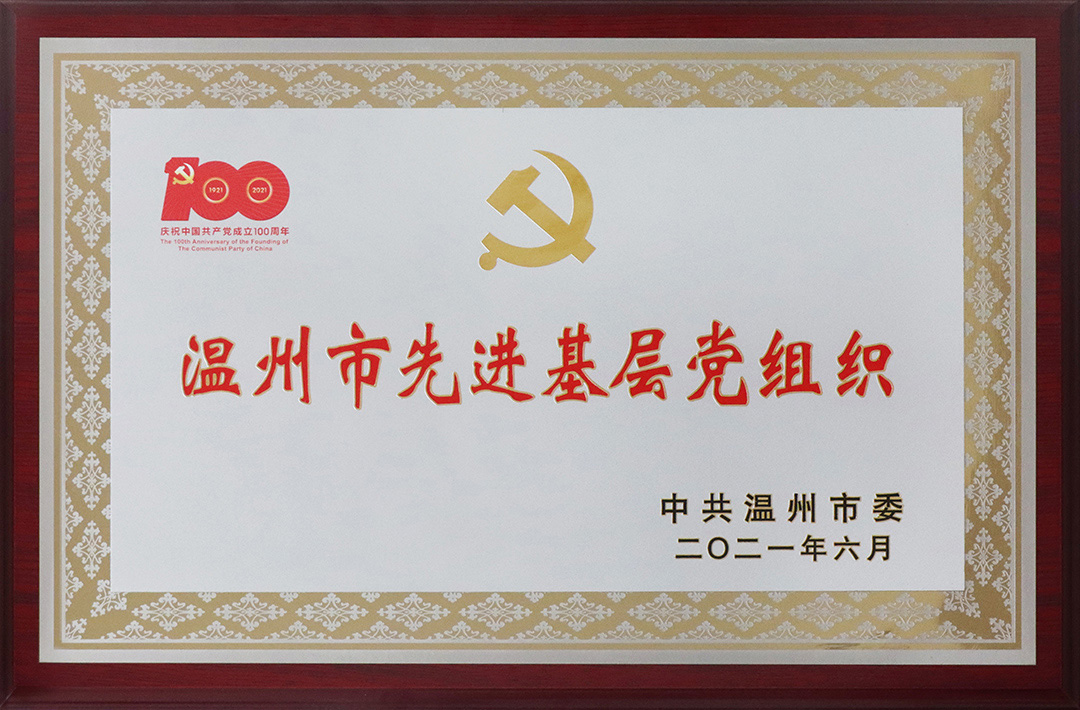 100
1921
2021
庆祝中国共产党成立100周年
The 100th Anniversary of the Founding of
The Communist Party of China
温州市先进基层党组织
中共温州市委
二〇二一年六月